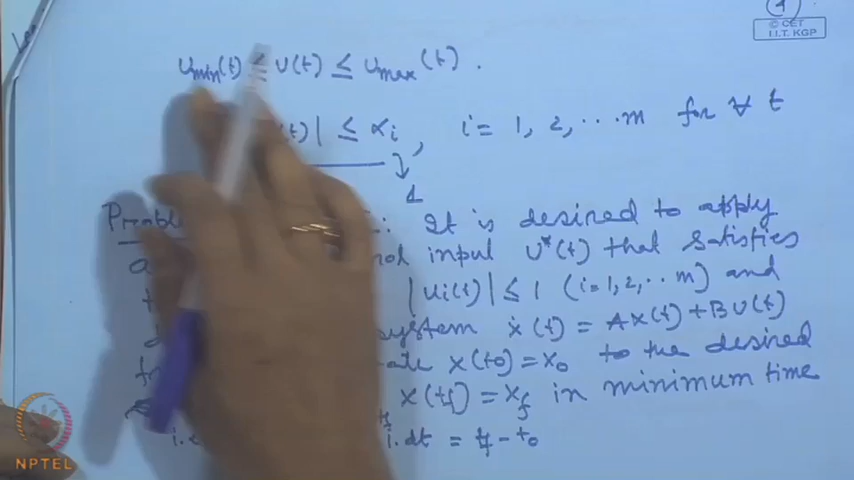 4
© CET
I.I.T. KGP
Umin(t) ≤ U(t) ≤ Umax(t).
(t)| ≤ αi, i = 1, 2, ... m for ∀ t
1
It is desired to apply
input U*(t) that satisfies
|ui(t)| ≤ 1 (i=1,2,..m) and
system ẋ(t) = AX(t)+BU(t)
x(t0)=x0 to the desired
x(tf) = xf in minimum time
i.dt = tf - t0
NPTEL